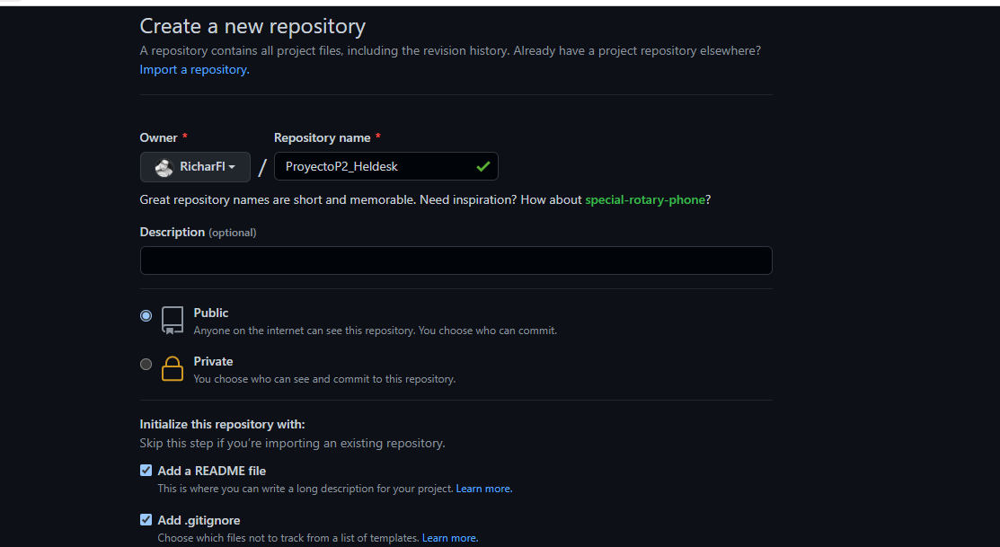 Create a new repository
A repository contains all project files, including the revision history. Already have a project repository elsewhere?
Import a repository.
Owner * Repository name *
RicharFl / ProyectoP2_Heldesk
Great repository names are short and memorable. Need inspiration? How about special-rotary-phone?
Description (optional)
Public
Anyone on the internet can see this repository. You choose who can commit.
Private
You choose who can see and commit to this repository.
Initialize this repository with:
Skip this step if you're importing an existing repository.
Add a README file
This is where you can write a long description for your project. Learn more.
Add .gitignore
Choose which files not to track from a list of templates. Learn more.